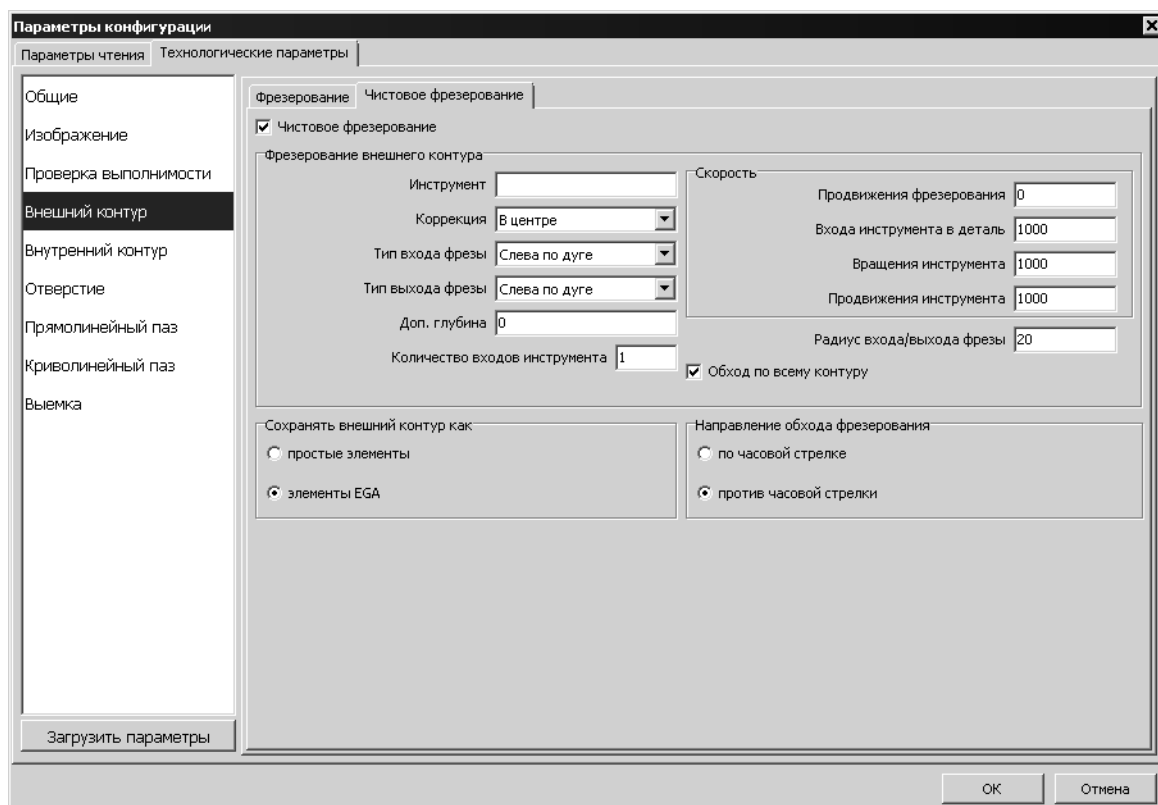 Параметры конфигурации
Параметры чтения
Технологические параметры
Общие
Изображение
Проверка выполнимости
Внешний контур
Внутренний контур
Отверстие
Прямолинейный паз
Криволинейный паз
Выемка
Загрузить параметры
Фрезерование
Чистовое фрезерование
Чистовое фрезерование
Фрезерование внешнего контура
Инструмент
Коррекция В центре
Тип входа фрезы Слева по дуге
Тип выхода фрезы Слева по дуге
Доп. глубина 0
Количество входов инструмента 1
Скорость
Продвижения фрезерования 0
Входа инструмента в деталь 1000
Вращения инструмента 1000
Продвижения инструмента 1000
Радиус входа/выхода фрезы 20
Обход по всему контуру
Сохранять внешний контур как
простые элементы
элементы EGA
Направление обхода фрезерования
по часовой стрелке
против часовой стрелки
ОК
Отмена